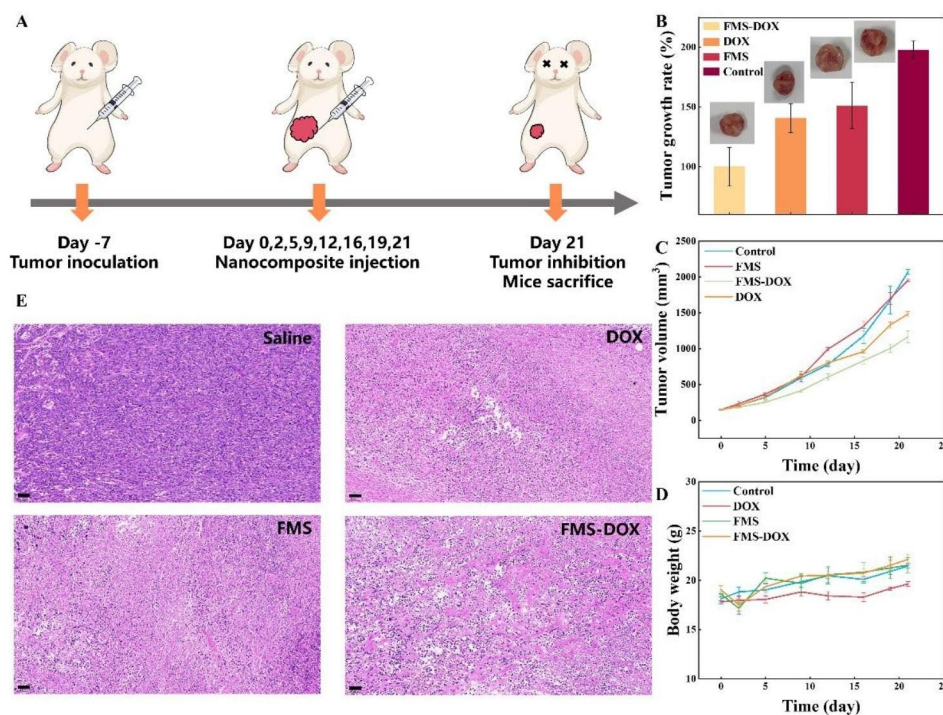 A
Day -7
Tumor inoculation
Day 0,2,5,9,12,16,19,21
Nanocomposite injection
Day 21
Tumor inhibition
Mice sacrifice
B
Tumor growth rate (%)
200
150
100
FMS-DOX
DOX
FMS
Control
C
Tumor volume (mm³)
2500
2000
1500
1000
500
0
Control
FMS
FMS-DOX
DOX
0 5 10 15 20 2
Time (day)
D
Body weight (g)
30
25
20
15
10
Control
DOX
FMS
FMS-DOX
0 5 10 15 20 2
Time (day)
E
Saline
DOX
FMS
FMS-DOX